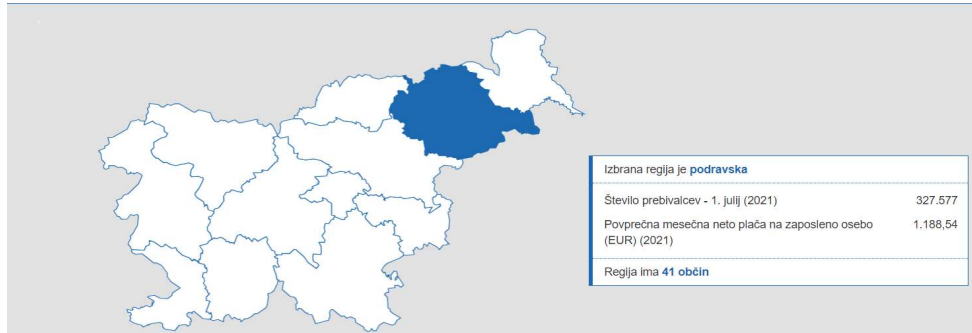 Izbrana regija je podravska
Število prebivalcev - 1. julij (2021) 327.577
Povprečna mesečna neto plača na zaposleno osebo 1.188,54
(EUR) (2021)
Regija ima 41 občin